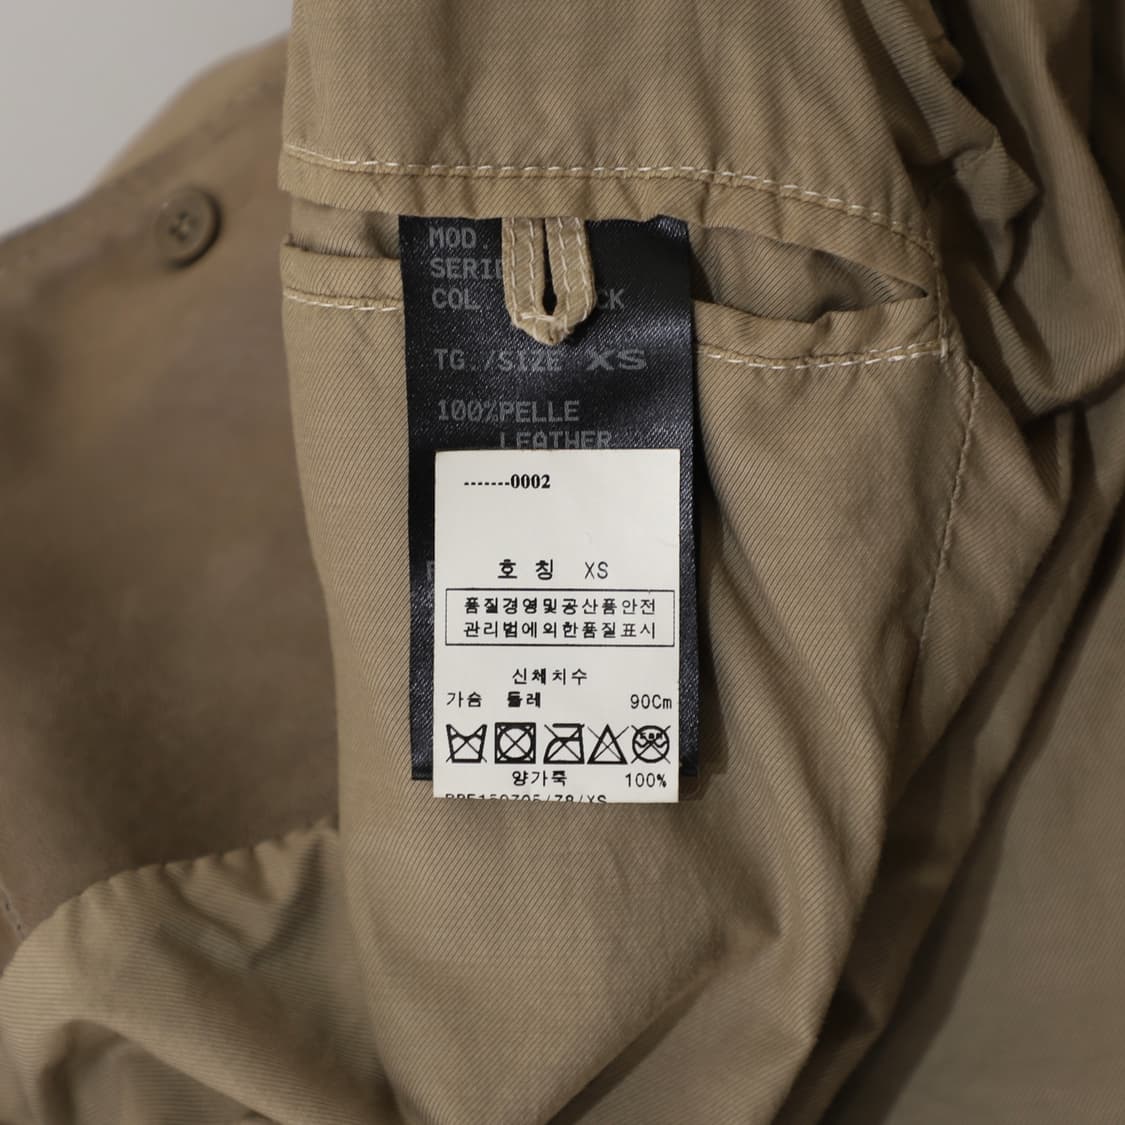 MOD
SERIE
COL CK
TG./SIZE XS
100%PELLE
LEATHER
-------0002
호 칭 XS
품질경영및공산품안전
관리법에의한품질표시
신체치수
가슴 둘레 90Cm
양가죽 100%